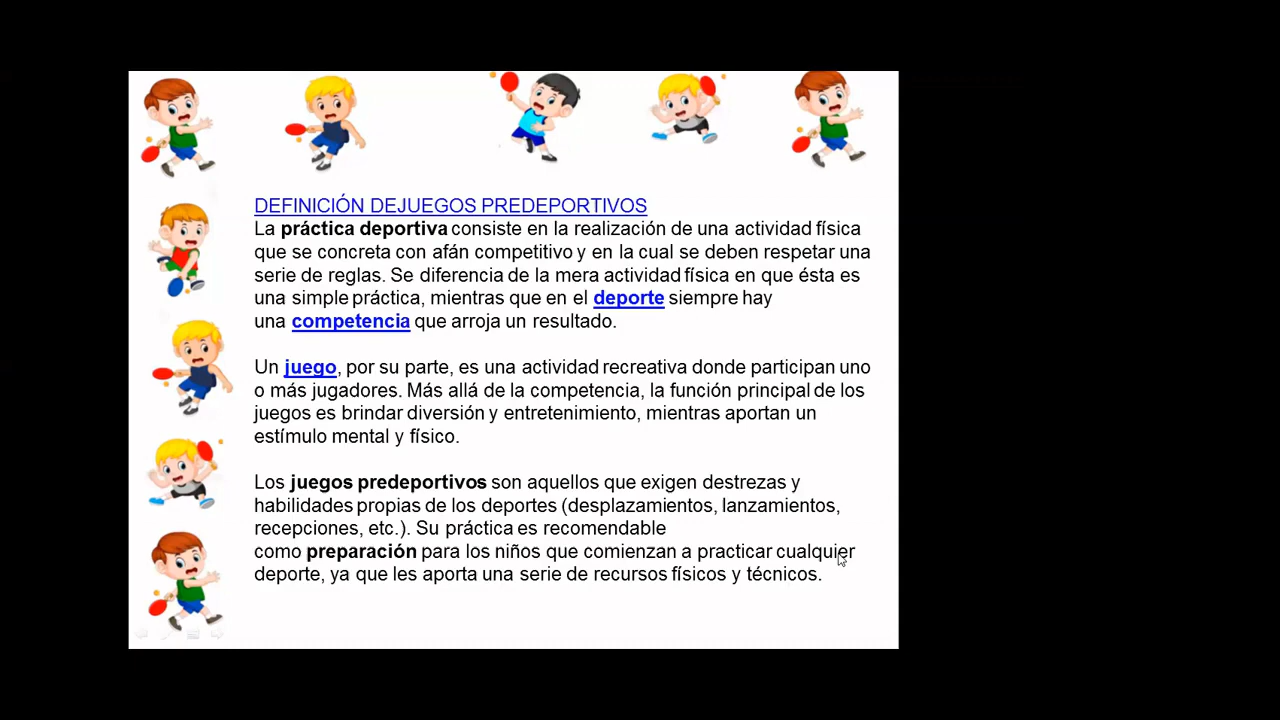 DEFINICIÓN DEJUEGOS PREDEPORTIVOS
La práctica deportiva consiste en la realización de una actividad física
que se concreta con afán competitivo y en la cual se deben respetar una
serie de reglas. Se diferencia de la mera actividad física en que ésta es
una simple práctica, mientras que en el deporte siempre hay
una competencia que arroja un resultado.
Un juego, por su parte, es una actividad recreativa donde participan uno
o más jugadores. Más allá de la competencia, la función principal de los
juegos es brindar diversión y entretenimiento, mientras aportan un
estímulo mental y físico.
Los juegos predeportivos son aquellos que exigen destrezas y
habilidades propias de los deportes (desplazamientos, lanzamientos,
recepciones, etc.). Su práctica es recomendable
como preparación para los niños que comienzan a practicar cualquier
deporte, ya que les aporta una serie de recursos físicos y técnicos.